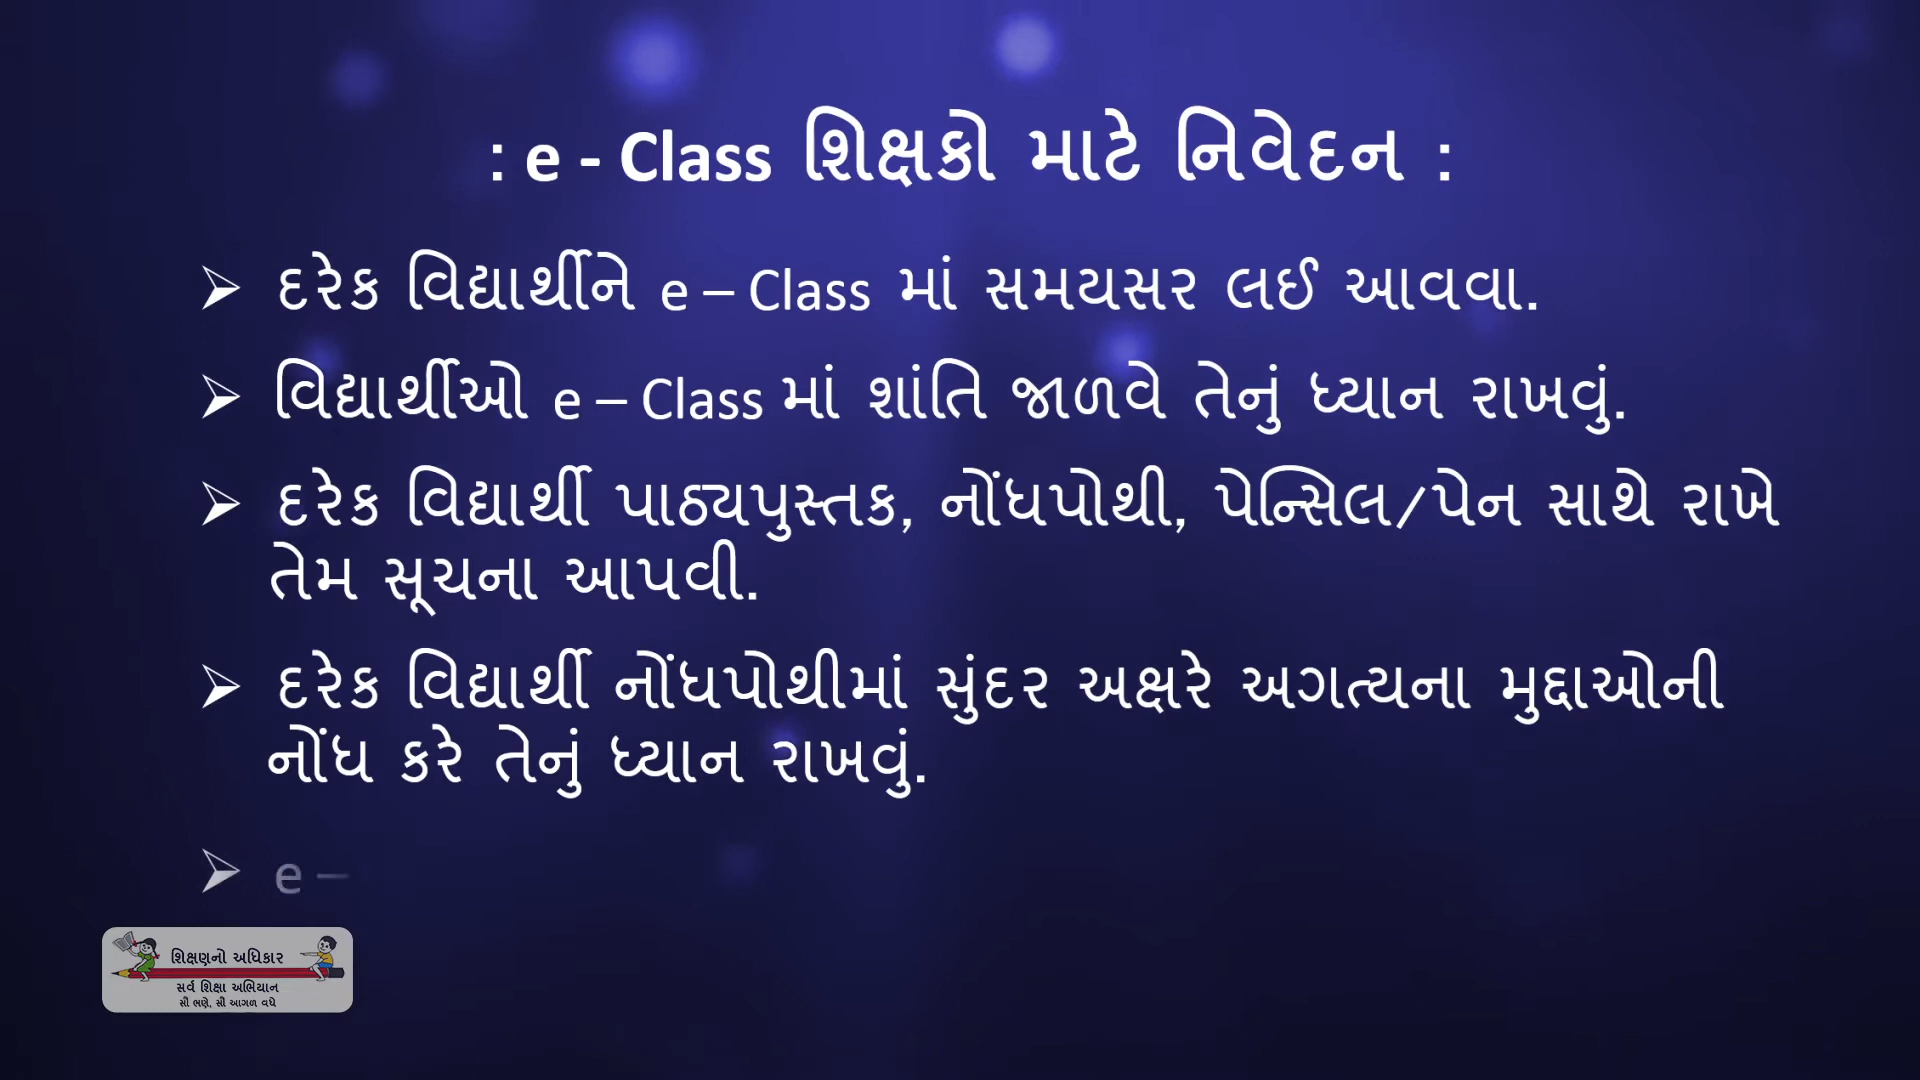 : e - Class શિક્ષકો માટે નિવેદન :
➢ દરેક વિદ્યાર્થીને e – Class માં સમયસર લઈ આવવા.
➢ વિદ્યાર્થીઓ e – Class માં શાંતિ જાળવે તેનું ધ્યાન રાખવું.
➢ દરેક વિદ્યાર્થી પાઠ્યપુસ્તક, નોંધપોથી, પેન્સિલ/પેન સાથે રાખે
તેમ સૂચના આપવી.
➢ દરેક વિદ્યાર્થી નોંધપોથીમાં સુંદર અક્ષરે અગત્યના મુદ્દાઓની
નોંધ કરે તેનું ધ્યાન રાખવું.
➢ e –
શિક્ષણનો અધિકાર
સર્વ શિક્ષા અભિયાન
સૌ ભણે, સૌ આગળ વધે